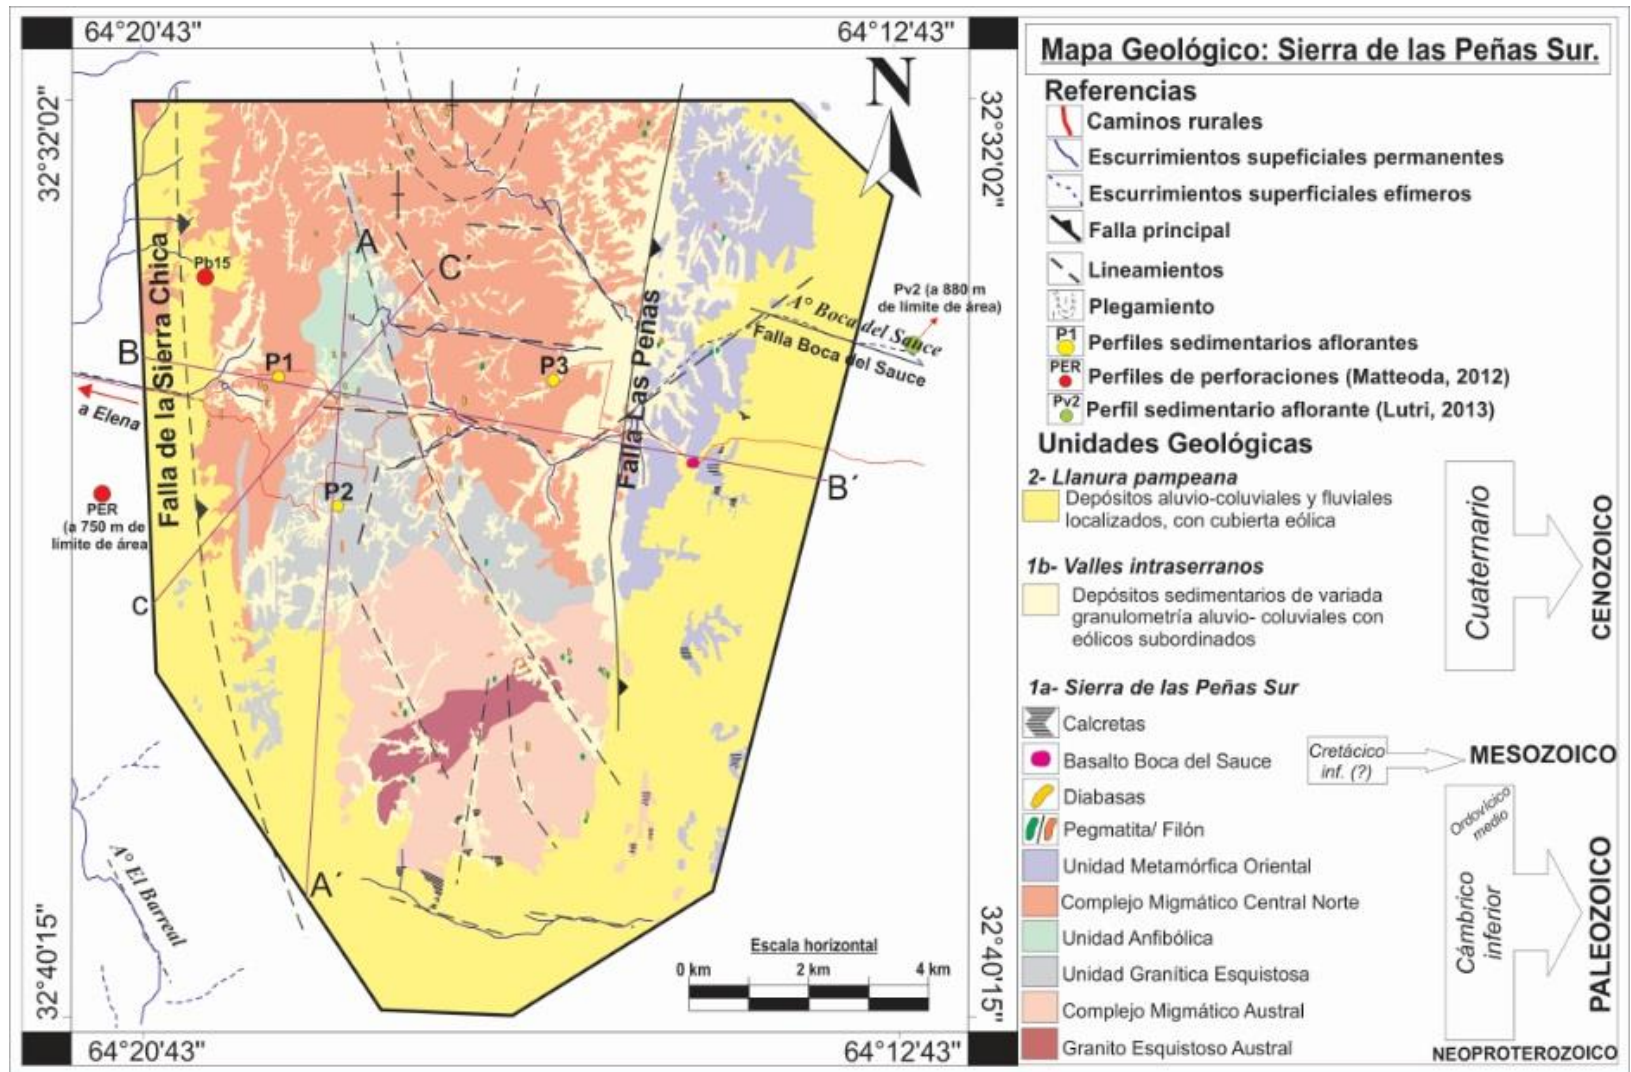 64°20'43"
64°12'43"
32°32'02"
32°32'02"
N
A
C´
Pb15
Falla de la Sierra Chica
B
P1
P3
Falla Las Peñas
A° Boca del Sauce
Falla Boca del Sauce
Pv2 (a 880 m
de límite de área)
a Elena
PER
(a 750 m de
límite de área
P2
B´
C
A´
A° El Barreal
Escala horizontal
0 km 2 km 4 km
32°40'15"
32°40'15"
64°20'43"
64°12'43"
Mapa Geológico: Sierra de las Peñas Sur.
Referencias
Caminos rurales
Escurrimientos supeficiales permanentes
Escurrimientos superficiales efímeros
Falla principal
Lineamientos
Plegamiento
P1
Perfiles sedimentarios aflorantes
PER
Perfiles de perforaciones (Matteoda, 2012)
Pv2
Perfil sedimentario aflorante (Lutri, 2013)
Unidades Geológicas
2- Llanura pampeana
Depósitos aluvio-coluviales y fluviales
localizados, con cubierta eólica
1b- Valles intraserranos
Depósitos sedimentarios de variada
granulometría aluvio- coluviales con
eólicos subordinados
Cuaternario
CENOZOICO
1a- Sierra de las Peñas Sur
Calcretas
Basalto Boca del Sauce
Cretácico
inf. (?)
MESOZOICO
Diabasas
Pegmatita/ Filón
Unidad Metamórfica Oriental
Complejo Migmático Central Norte
Unidad Anfibólica
Unidad Granítica Esquistosa
Complejo Migmático Austral
Granito Esquistoso Austral
Ordovícico
medio
Cámbrico
inferior
PALEOZOICO
NEOPROTEROZOICO